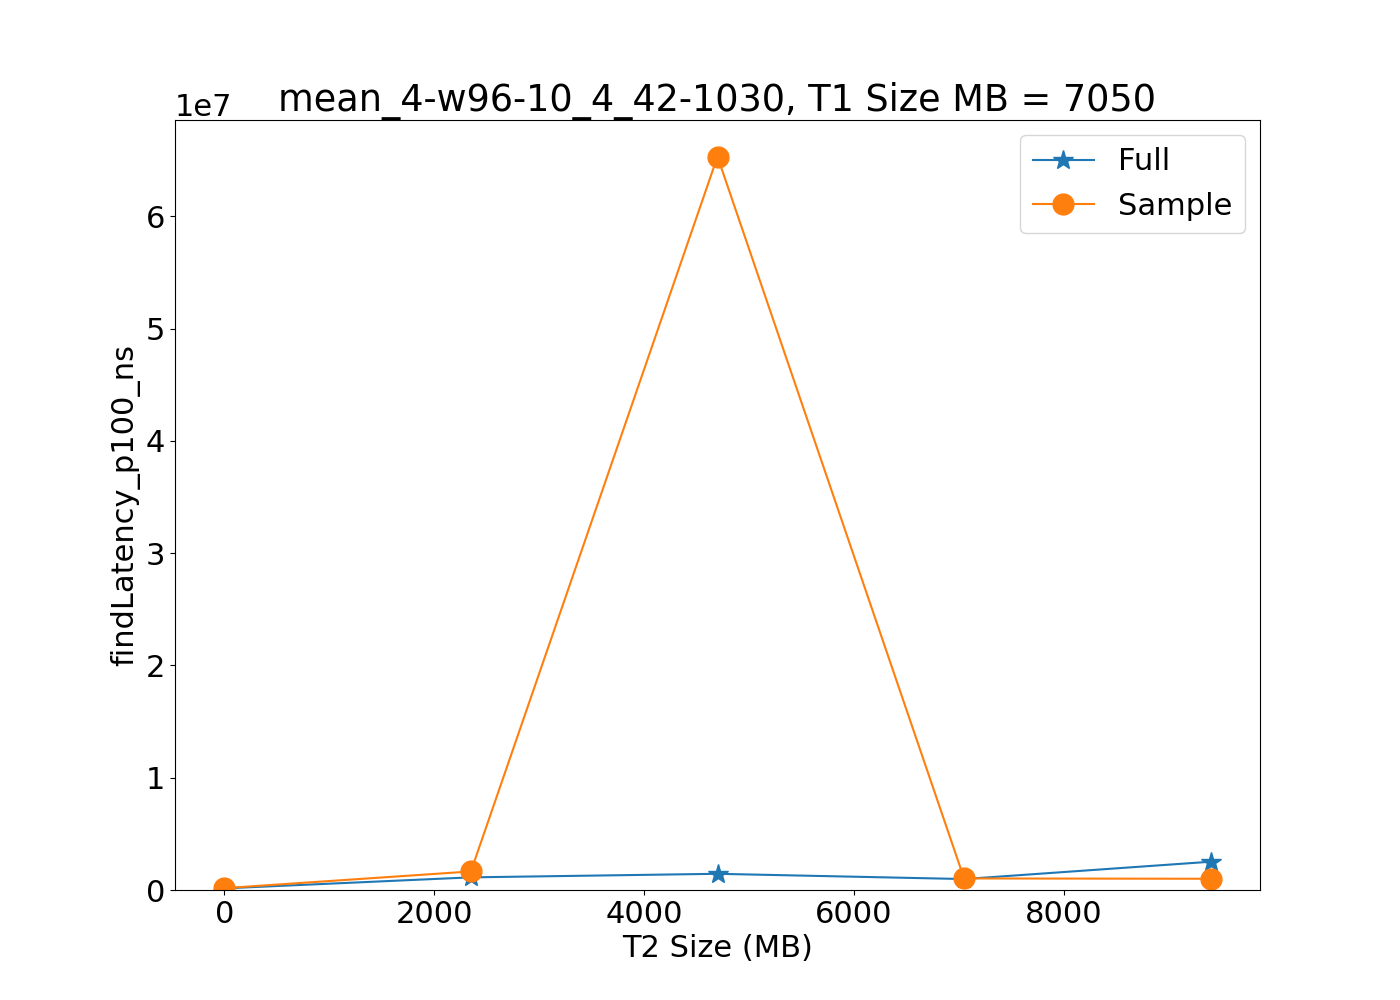 mean_4-w96-10_4_42-1030, T1 Size MB = 7050
1e7
Full
Sample
6
5
4
3
2
1
0
findLatency_p100_ns
0 2000 4000 6000 8000
T2 Size (MB)